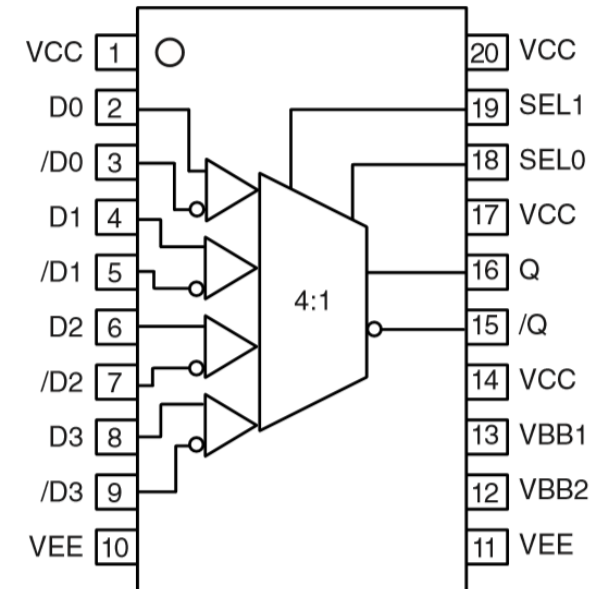 VCC 1 20 VCC
D0 2 19 SEL1
/D0 3 18 SEL0
D1 4 17 VCC
/D1 5 16 Q
4:1
D2 6 15 /Q
/D2 7 14 VCC
D3 8 13 VBB1
/D3 9 12 VBB2
VEE 10 11 VEE